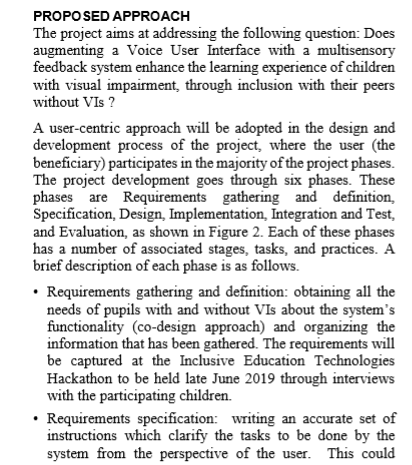 PROPOSED APPROACH
The project aims at addressing the following question: Does
augmenting a Voice User Interface with a multisensory
feedback system enhance the learning experience of children
with visual impairment, through inclusion with their peers
without VIs ?
A user-centric approach will be adopted in the design and
development process of the project, where the user (the
beneficiary) participates in the majority of the project phases.
The project development goes through six phases. These
phases are Requirements gathering and definition,
Specification, Design, Implementation, Integration and Test,
and Evaluation, as shown in Figure 2. Each of these phases
has a number of associated stages, tasks, and practices. A
brief description of each phase is as follows.
• Requirements gathering and definition: obtaining all the
needs of pupils with and without VIs about the system's
functionality (co-design approach) and organizing the
information that has been gathered. The requirements will
be captured at the Inclusive Education Technologies
Hackathon to be held late June 2019 through interviews
with the participating children.
• Requirements specification: writing an accurate set of
instructions which clarify the tasks to be done by the
system from the perspective of the user. This could